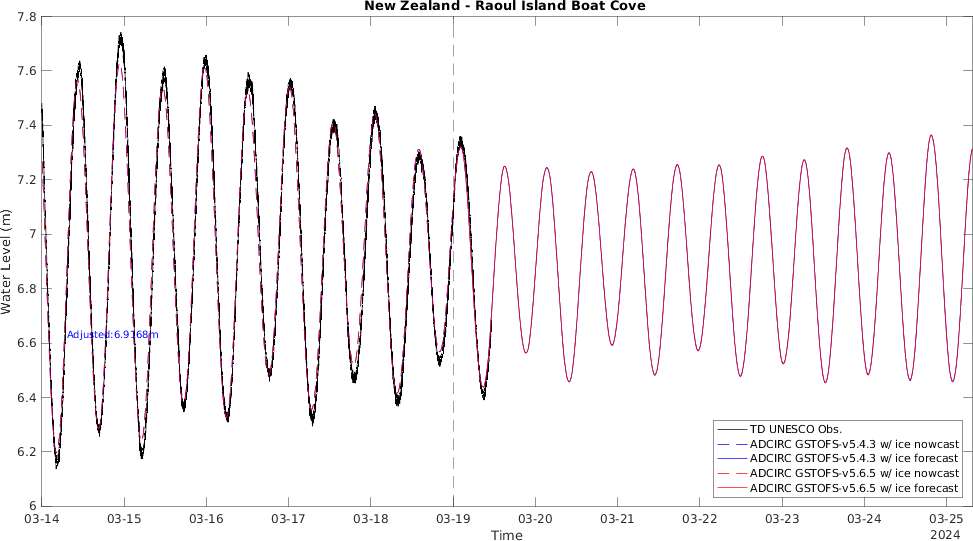 New Zealand - Raoul Island Boat Cove
7.8
7.6
7.4
7.2
7
6.8
6.6
6.4
6.2
6
Water Level (m)
Adjusted:6.9168m
TD UNESCO Obs.
ADCIRC GSTOFS-v5.4.3 w/ ice nowcast
ADCIRC GSTOFS-v5.4.3 w/ ice forecast
ADCIRC GSTOFS-v5.6.5 w/ ice nowcast
ADCIRC GSTOFS-v5.6.5 w/ ice forecast
03-14 03-15 03-16 03-17 03-18 03-19 03-20 03-21 03-22 03-23 03-24 03-25
2024
Time